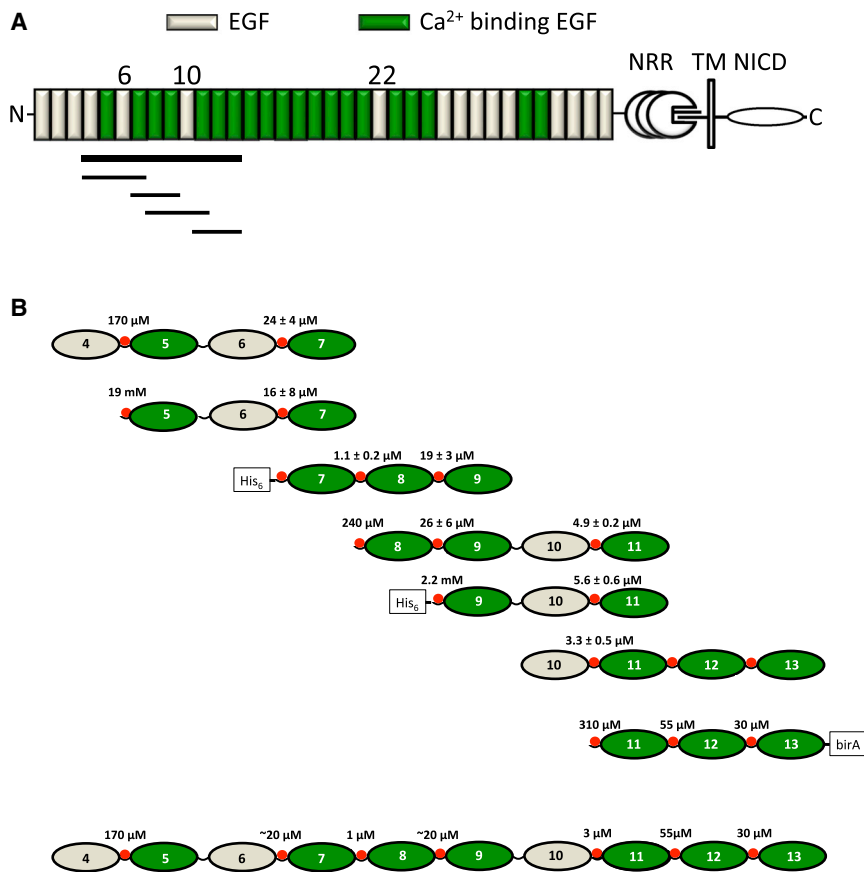 A
EGF
Ca2+ binding EGF
6 10 22
NRR TM NICD
N
C
B
170 µM 24 ± 4 µM
4 5 6 7
19 mM 16 ± 8 µM
5 6 7
1.1 ± 0.2 µM 19 ± 3 µM
His6 7 8 9
240 µM 26 ± 6 µM 4.9 ± 0.2 µM
8 9 10 11
2.2 mM 5.6 ± 0.6 µM
His6 9 10 11
3.3 ± 0.5 µM
10 11 12 13
310 µM 55 µM 30 µM
11 12 13 birA
170 µM ~20 µM 1 µM ~20 µM 3 µM 55µM 30 µM
4 5 6 7 8 9 10 11 12 13